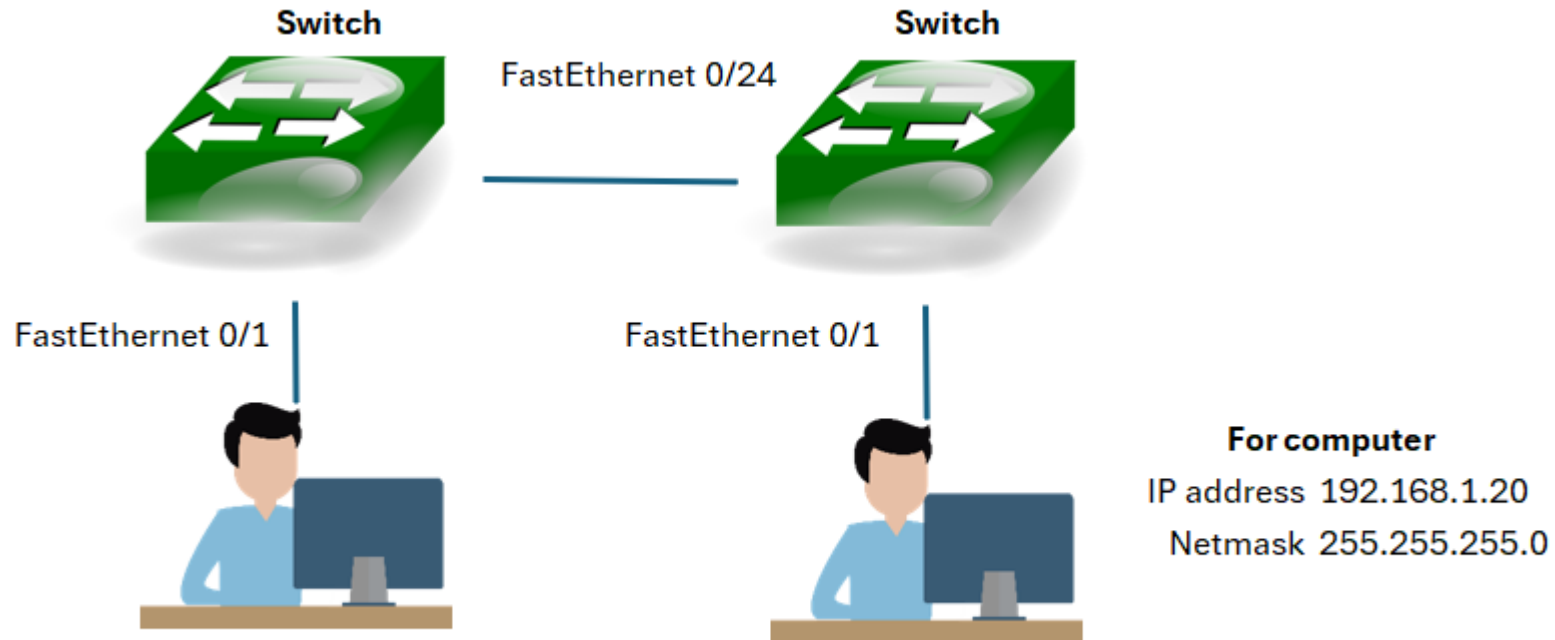 Switch
Switch
FastEthernet 0/24
FastEthernet 0/1
FastEthernet 0/1
For computer
IP address 192.168.1.20
Netmask 255.255.255.0